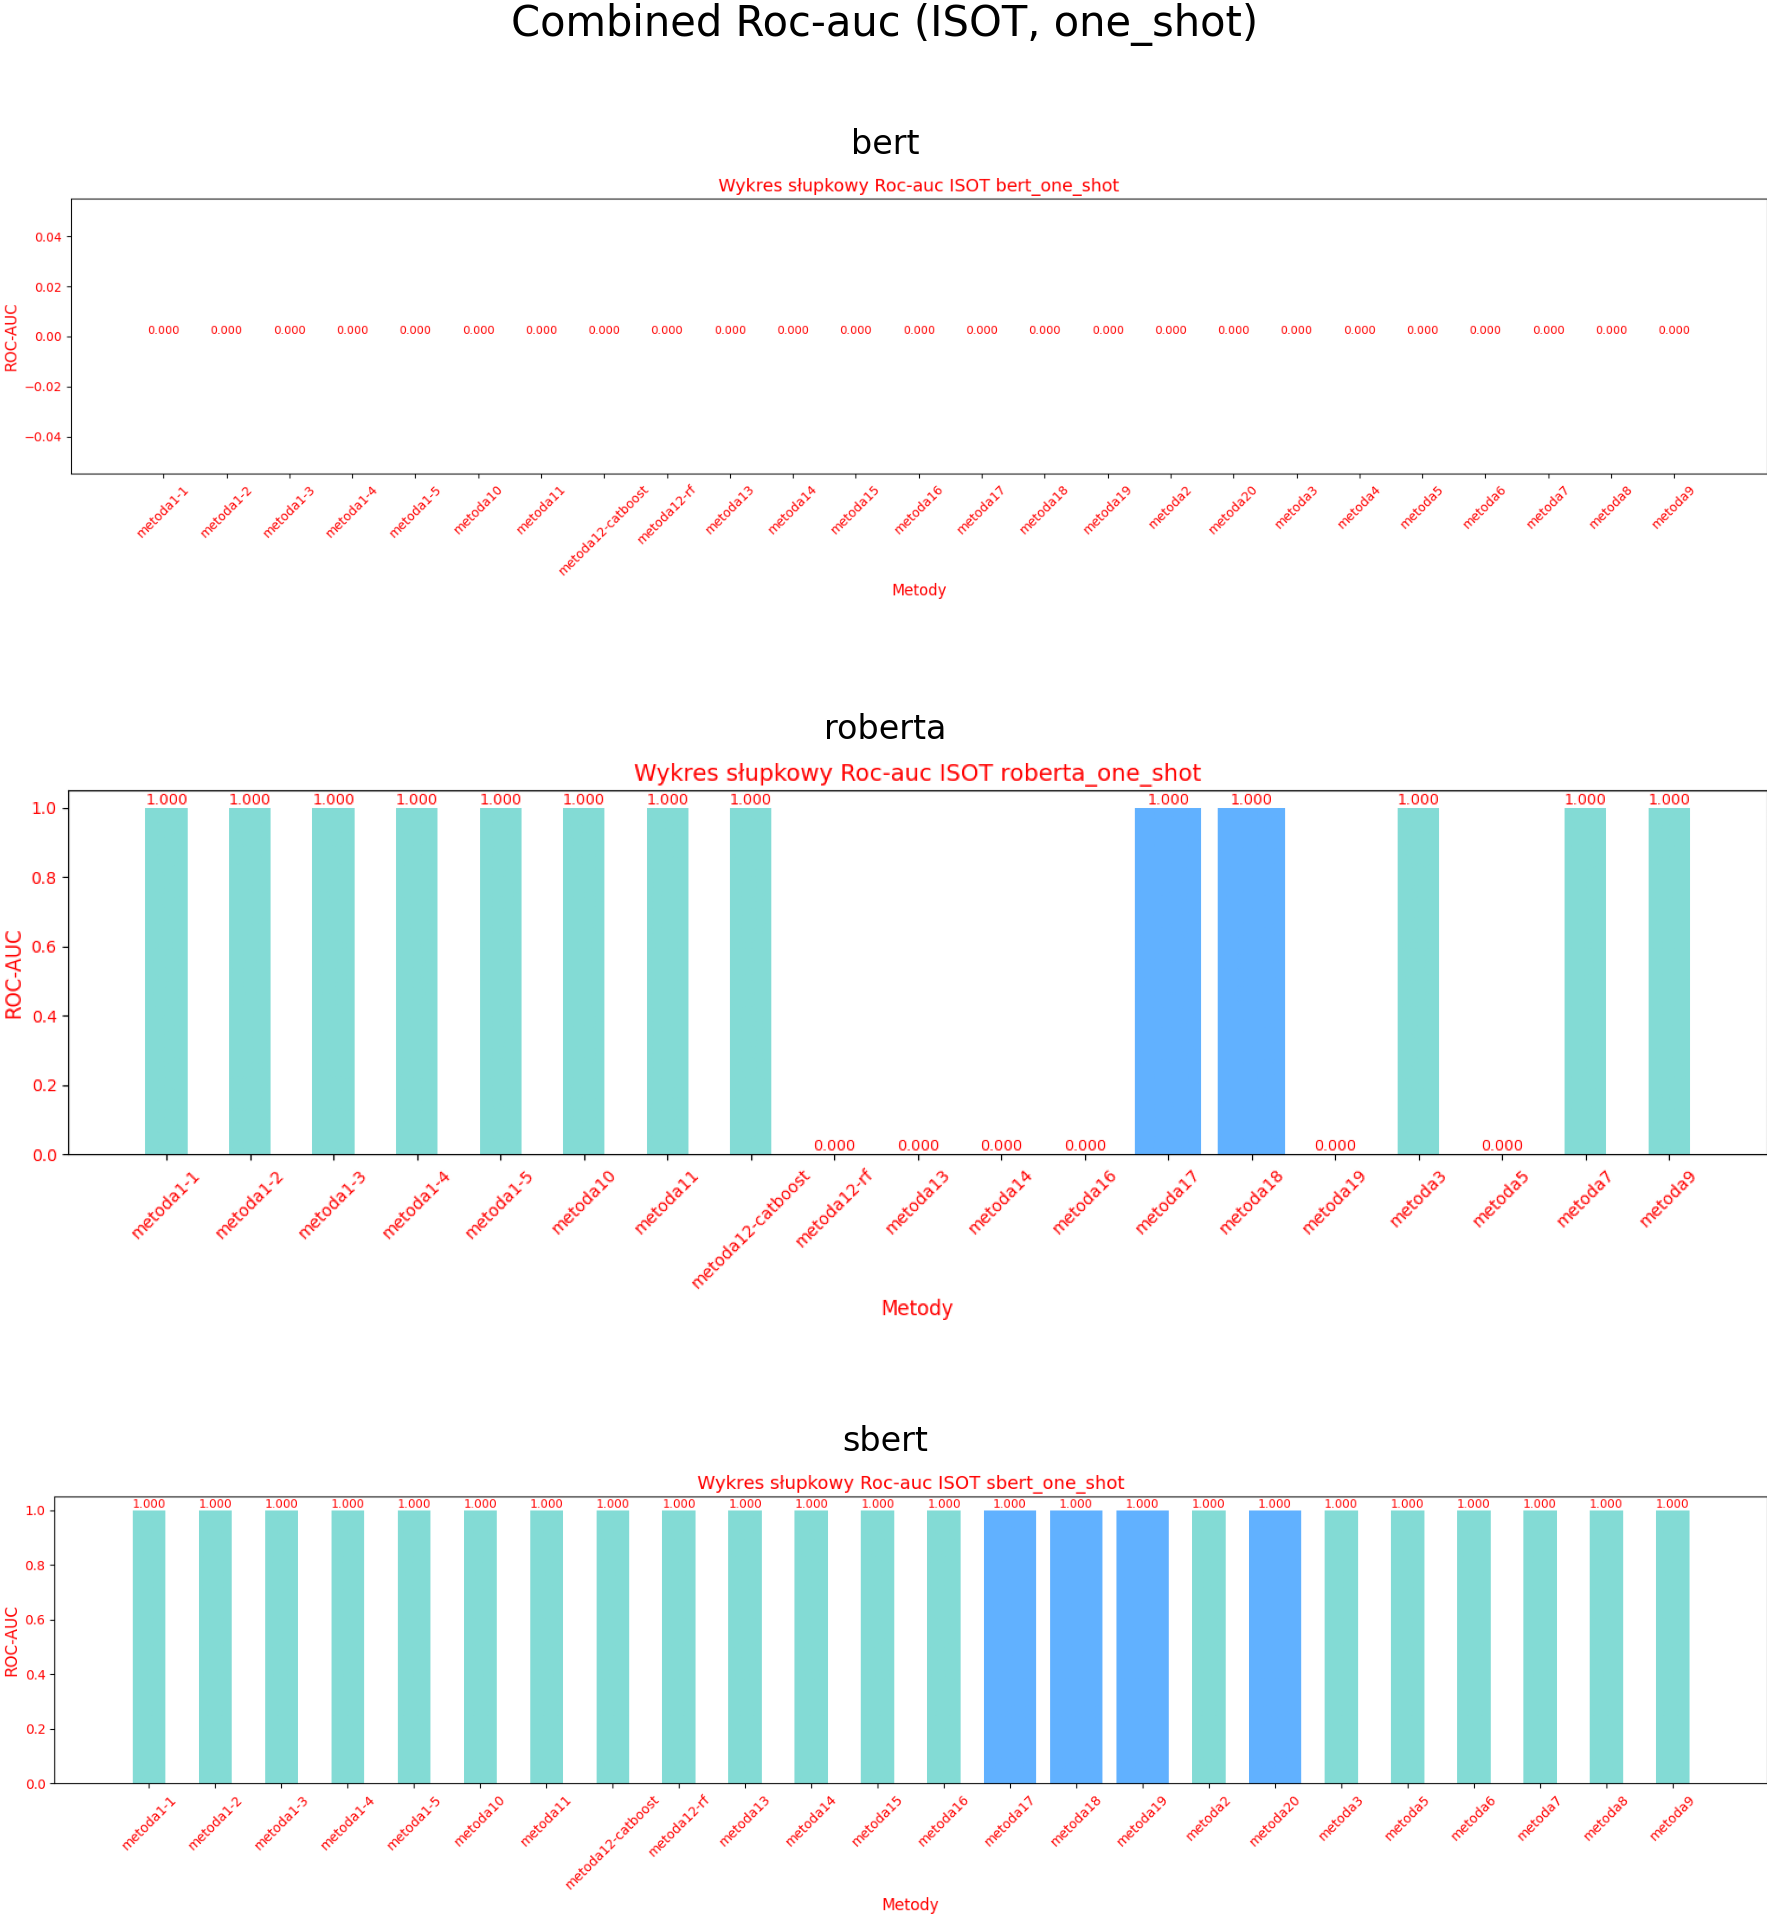 Combined Roc-auc (ISOT, one_shot)
bert
Wykres słupkowy Roc-auc ISOT bert_one_shot
ROC-AUC
0.04
0.02
0.00
−0.02
−0.04
0.000 0.000 0.000 0.000 0.000 0.000 0.000 0.000 0.000 0.000 0.000 0.000 0.000 0.000 0.000 0.000 0.000 0.000 0.000 0.000 0.000 0.000 0.000 0.000 0.000
metoda1-1 metoda1-2 metoda1-3 metoda1-4 metoda1-5 metoda10 metoda11 metoda12-catboost metoda12-rf metoda13 metoda14 metoda15 metoda16 metoda17 metoda18 metoda19 metoda2 metoda20 metoda3 metoda4 metoda5 metoda6 metoda7 metoda8 metoda9
Metody
roberta
Wykres słupkowy Roc-auc ISOT roberta_one_shot
ROC-AUC
1.0
0.8
0.6
0.4
0.2
0.0
1.000 1.000 1.000 1.000 1.000 1.000 1.000 1.000 0.000 0.000 0.000 0.000 1.000 1.000 0.000 1.000 0.000 1.000 1.000
metoda1-1 metoda1-2 metoda1-3 metoda1-4 metoda1-5 metoda10 metoda11 metoda12-catboost metoda12-rf metoda13 metoda14 metoda16 metoda17 metoda18 metoda19 metoda3 metoda5 metoda7 metoda9
Metody
sbert
Wykres słupkowy Roc-auc ISOT sbert_one_shot
ROC-AUC
1.0
0.8
0.6
0.4
0.2
0.0
1.000 1.000 1.000 1.000 1.000 1.000 1.000 1.000 1.000 1.000 1.000 1.000 1.000 1.000 1.000 1.000 1.000 1.000 1.000 1.000 1.000 1.000 1.000 1.000
metoda1-1 metoda1-2 metoda1-3 metoda1-4 metoda1-5 metoda10 metoda11 metoda12-catboost metoda12-rf metoda13 metoda14 metoda15 metoda16 metoda17 metoda18 metoda19 metoda2 metoda20 metoda3 metoda5 metoda6 metoda7 metoda8 metoda9
Metody